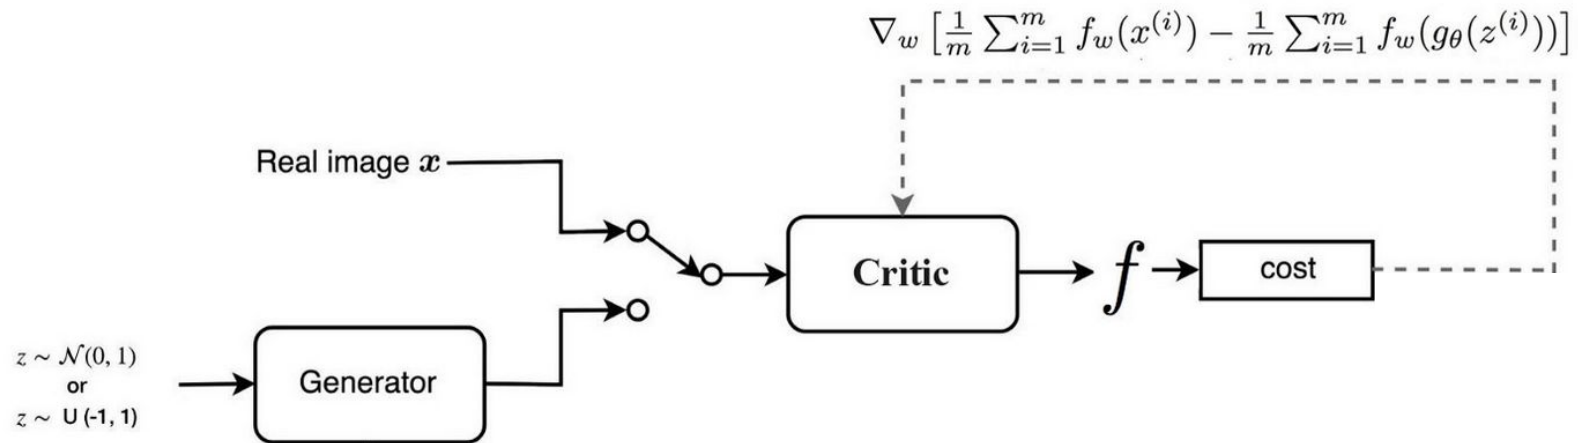 ∇_w [1/m ∑_{i=1}^m f_w(x^{(i)}) − 1/m ∑_{i=1}^m f_w(g_θ(z^{(i)}))]
Real image x
Critic
f
cost
z ∼ 𝒩(0, 1)
or
z ∼ U (-1, 1)
Generator